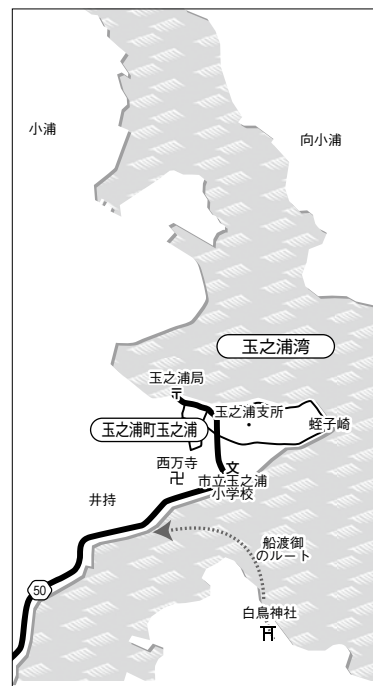 小浦
向小浦
玉之浦湾
玉之浦局
玉之浦支所
玉之浦町玉之浦
蛭子崎
西万寺
市立玉之浦
小学校
井持
船渡御
のルート
50
白鳥神社